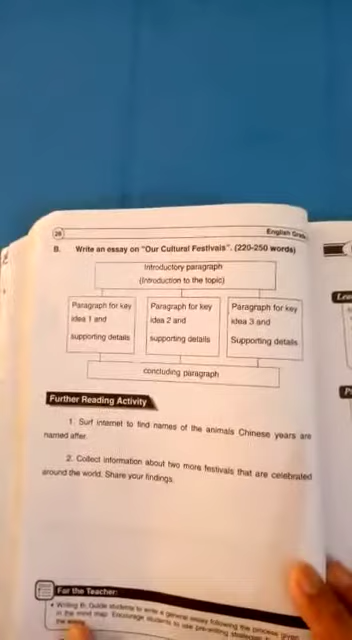 28
English Grade
B. Write an essay on "Our Cultural Festivals". (220-250 words)
Introductory paragraph
(Introduction to the topic)
Paragraph for key
idea 1 and
supporting details
Paragraph for key
idea 2 and
supporting details
Paragraph for key
idea 3 and
Supporting details
concluding paragraph
Further Reading Activity
1. Surf internet to find names of the animals Chinese years are
named after.
2. Collect information about two more festivals that are celebrated
around the world. Share your findings.
For the Teacher:
• Writing B: Guide students to write a general essay following the process
in the mind map. Encourage students to use pre-writing strategies
the essay.